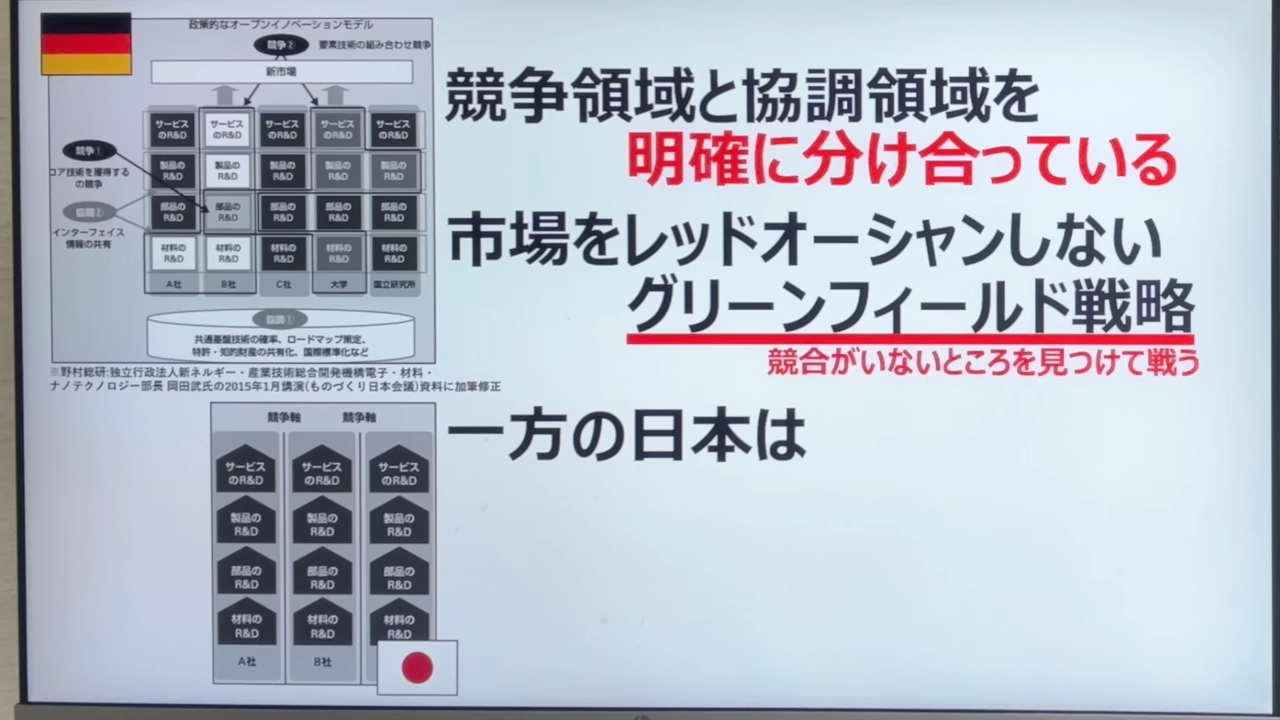 政策的なオープンイノベーションモデル
競争② 要素技術の組み合わせ競争
新市場
サービスのR&D サービスのR&D サービスのR&D サービスのR&D サービスのR&D
競争①
コア技術を獲得するの競争
製品のR&D 製品のR&D 製品のR&D 製品のR&D 製品のR&D
協調②
インターフェイス情報の共有
部品のR&D 部品のR&D 部品のR&D 部品のR&D 部品のR&D
材料のR&D 材料のR&D 材料のR&D 材料のR&D 材料のR&D
A社 B社 C社 大学 国立研究所
協調①
共通基盤技術の確率、ロードマップ策定、
特許・知的財産の共有化、国際標準化など
※野村総研:独立行政法人新ネルギー・産業技術総合開発機構電子・材料・
ナノテクノロジー部長 岡田武氏の2015年1月講演(ものづくり日本会議)資料に加筆修正
競争領域と協調領域を
明確に分け合っている
市場をレッドオーシャンしない
グリーンフィールド戦略
競合がいないところを見つけて戦う
一方の日本は
競争軸 競争軸
サービスのR&D サービスのR&D サービスのR&D
製品のR&D 製品のR&D 製品のR&D
部品のR&D 部品のR&D 部品のR&D
材料のR&D 材料のR&D 材料のR&D
A社 B社